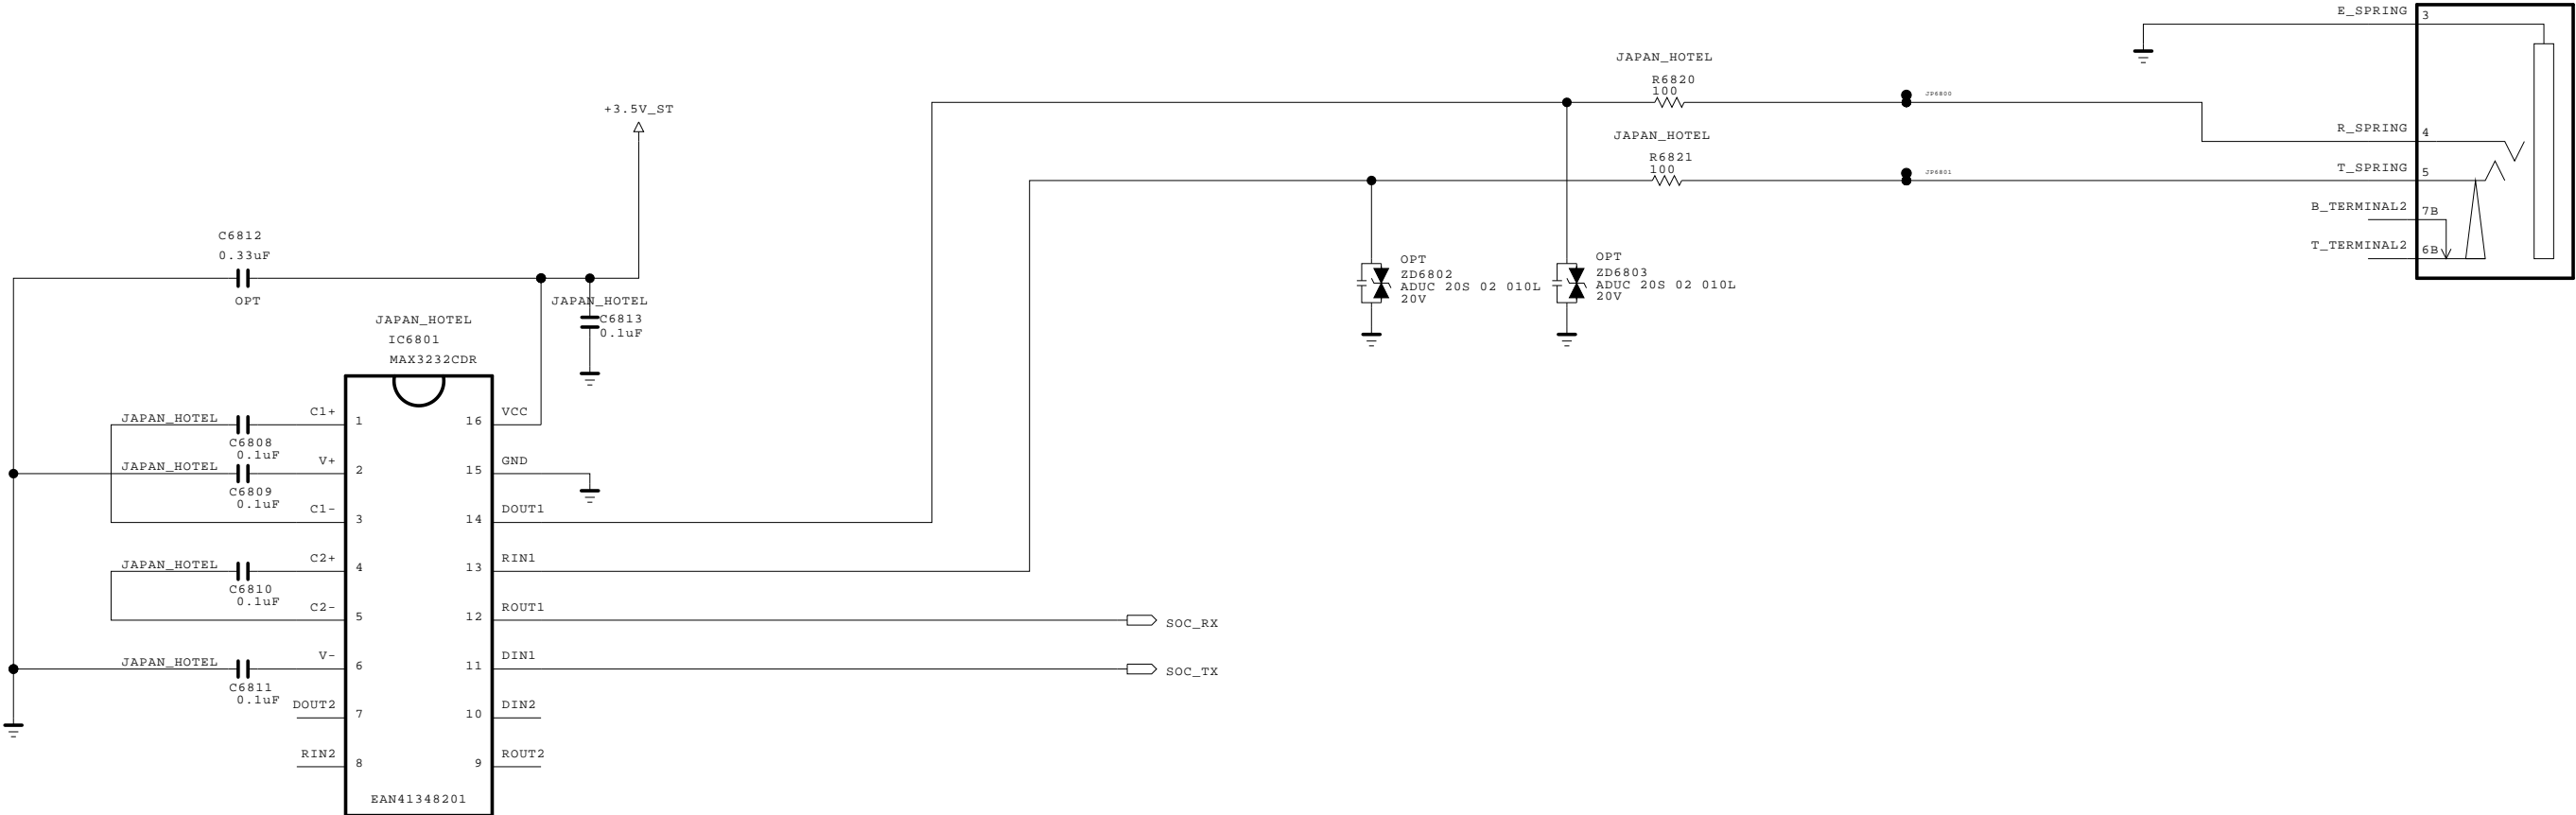 E_SPRING
3
JAPAN_HOTEL
R6820
100
JP6800
+3.5V_ST
R_SPRING
4
JAPAN_HOTEL
R6821
100
JP6801
T_SPRING
5
B_TERMINAL2
7B
T_TERMINAL2
6B
C6812
0.33uF
OPT
OPT
ZD6802
ADUC 20S 02 010L
20V
OPT
ZD6803
ADUC 20S 02 010L
20V
JAPAN_HOTEL
C6813
0.1uF
JAPAN_HOTEL
IC6801
MAX3232CDR
JAPAN_HOTEL
C6808
0.1uF
C1+
1
16
VCC
JAPAN_HOTEL
C6809
0.1uF
V+
2
15
GND
C1-
3
14
DOUT1
JAPAN_HOTEL
C6810
0.1uF
C2+
4
13
RIN1
C2-
5
12
ROUT1
SOC_RX
JAPAN_HOTEL
C6811
0.1uF
V-
6
11
DIN1
SOC_TX
DOUT2
7
10
DIN2
RIN2
8
9
ROUT2
EAN41348201